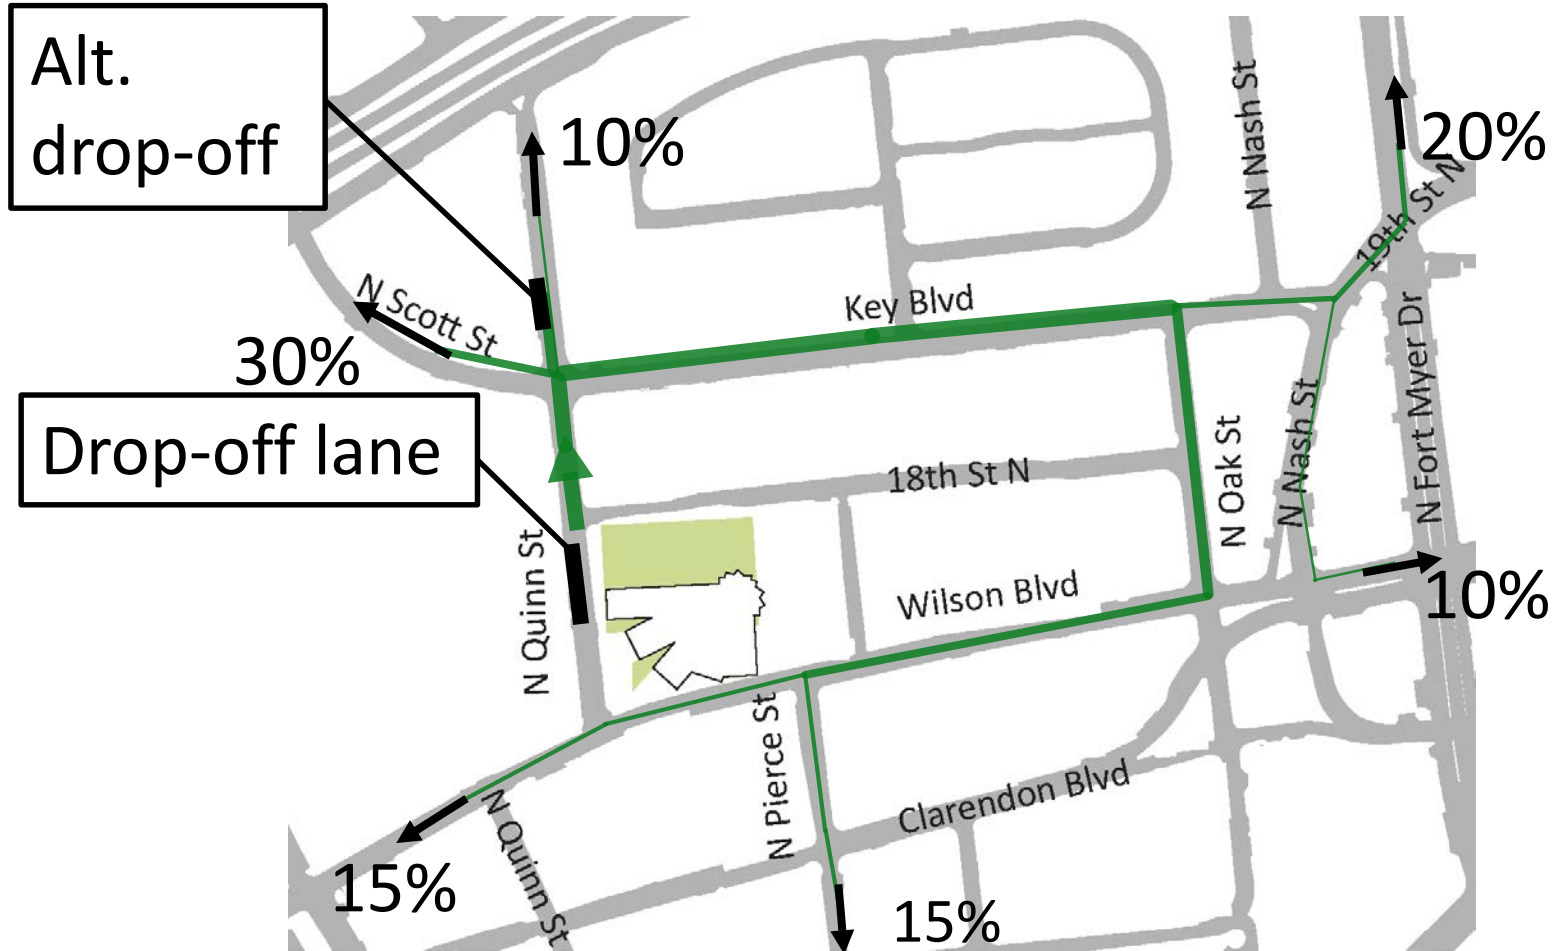 Alt.
drop-off
10%
20%
N Nash St
19th St N
N Scott St
Key Blvd
30%
N Fort Myer Dr
Drop-off lane
18th St N
N Oak St
N Nash St
N Quinn St
Wilson Blvd
10%
N Pierce St
Clarendon Blvd
N Quinn St
15%
15%